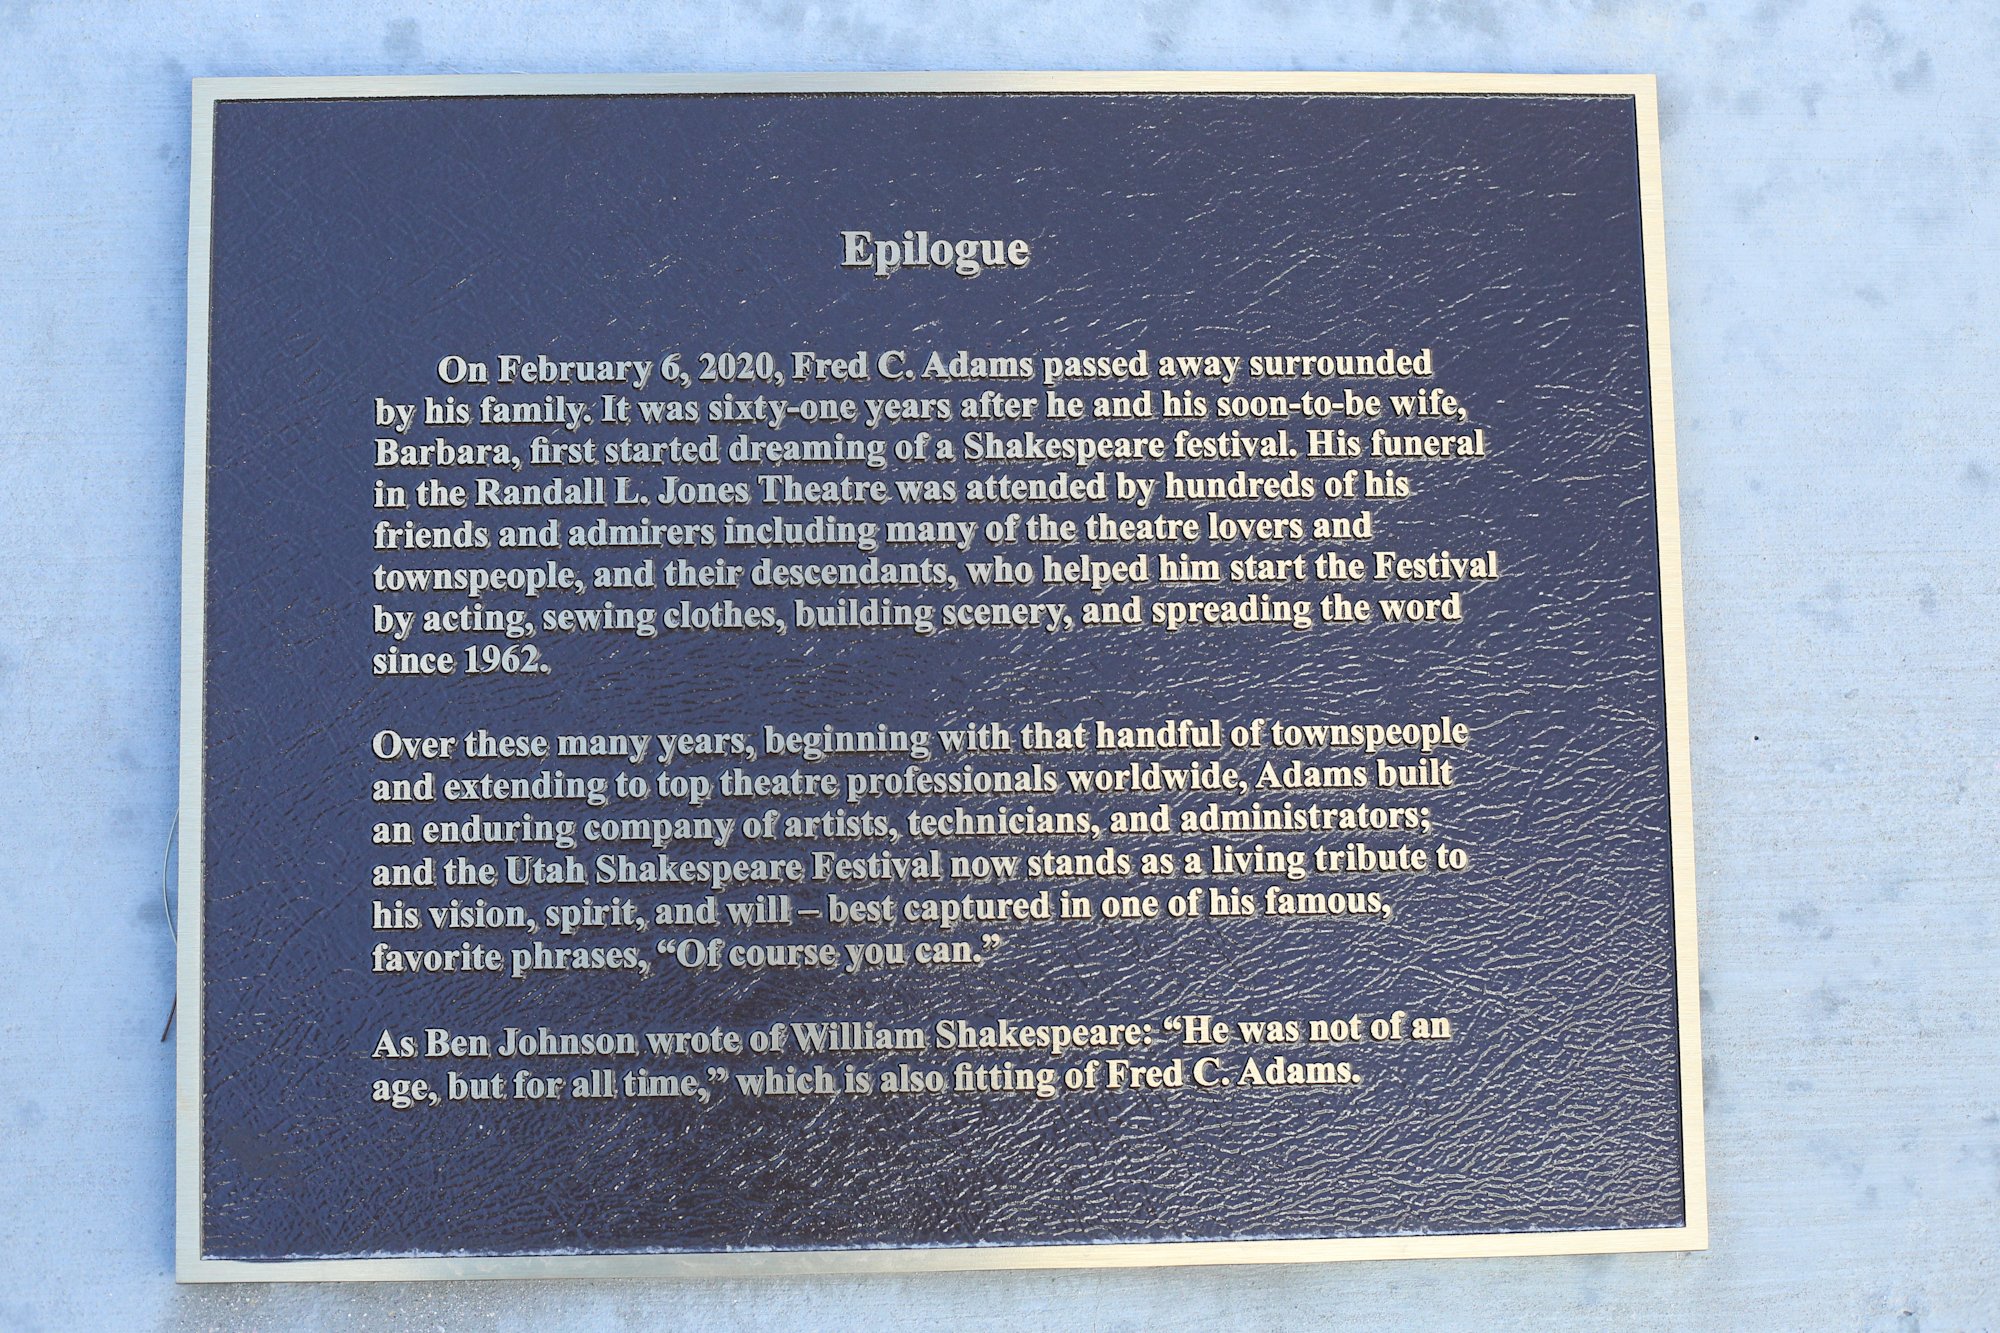 Epilogue
On February 6, 2020, Fred C. Adams passed away surrounded
by his family. It was sixty-one years after he and his soon-to-be wife,
Barbara, first started dreaming of a Shakespeare festival. His funeral
in the Randall L. Jones Theatre was attended by hundreds of his
friends and admirers including many of the theatre lovers and
townspeople, and their descendants, who helped him start the Festival
by acting, sewing clothes, building scenery, and spreading the word
since 1962.
Over these many years, beginning with that handful of townspeople
and extending to top theatre professionals worldwide, Adams built
an enduring company of artists, technicians, and administrators;
and the Utah Shakespeare Festival now stands as a living tribute to
his vision, spirit, and will – best captured in one of his famous,
favorite phrases, “Of course you can.”
As Ben Johnson wrote of William Shakespeare: “He was not of an
age, but for all time,” which is also fitting of Fred C. Adams.